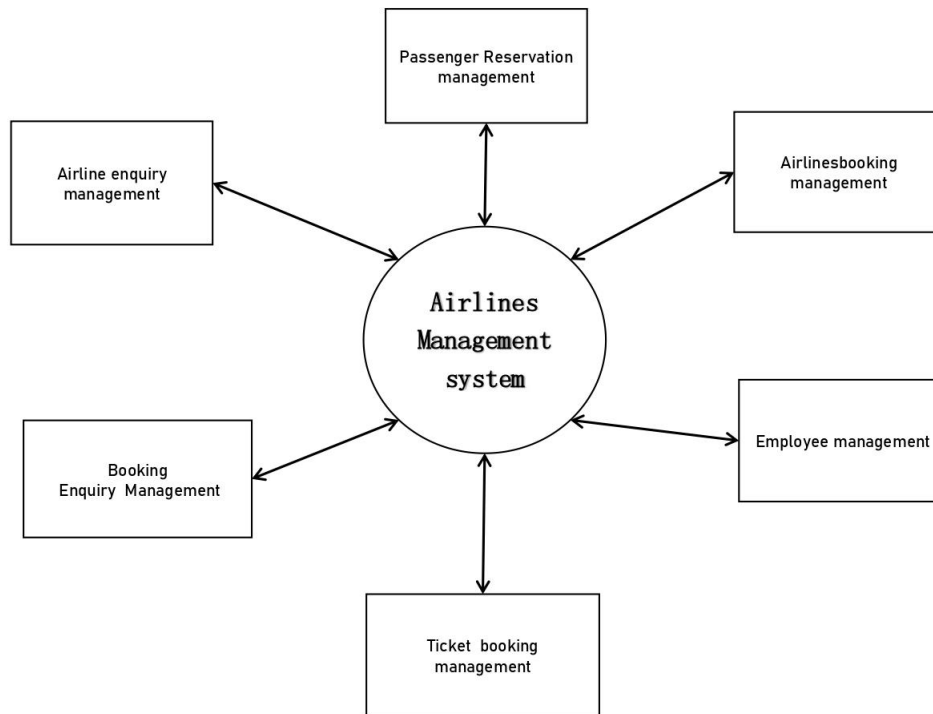 Passenger Reservation
management
Airline enquiry
management
Airlinesbooking
management
Airlines
Management
system
Employee management
Booking
Enquiry Management
Ticket booking
management